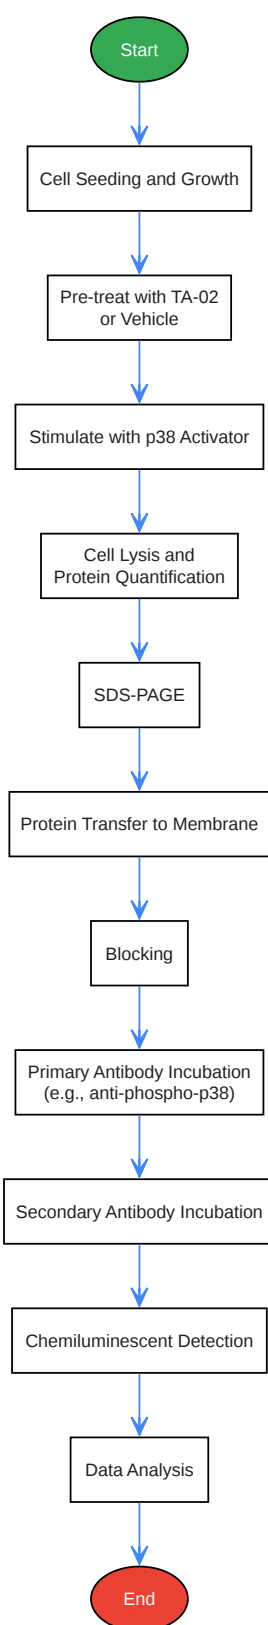 Start
Cell Seeding and Growth
Pre-treat with TA-02
or Vehicle
Stimulate with p38 Activator
Cell Lysis and
Protein Quantification
SDS-PAGE
Protein Transfer to Membrane
Blocking
Primary Antibody Incubation
(e.g., anti-phospho-p38)
Secondary Antibody Incubation
Chemiluminescent Detection
Data Analysis
End